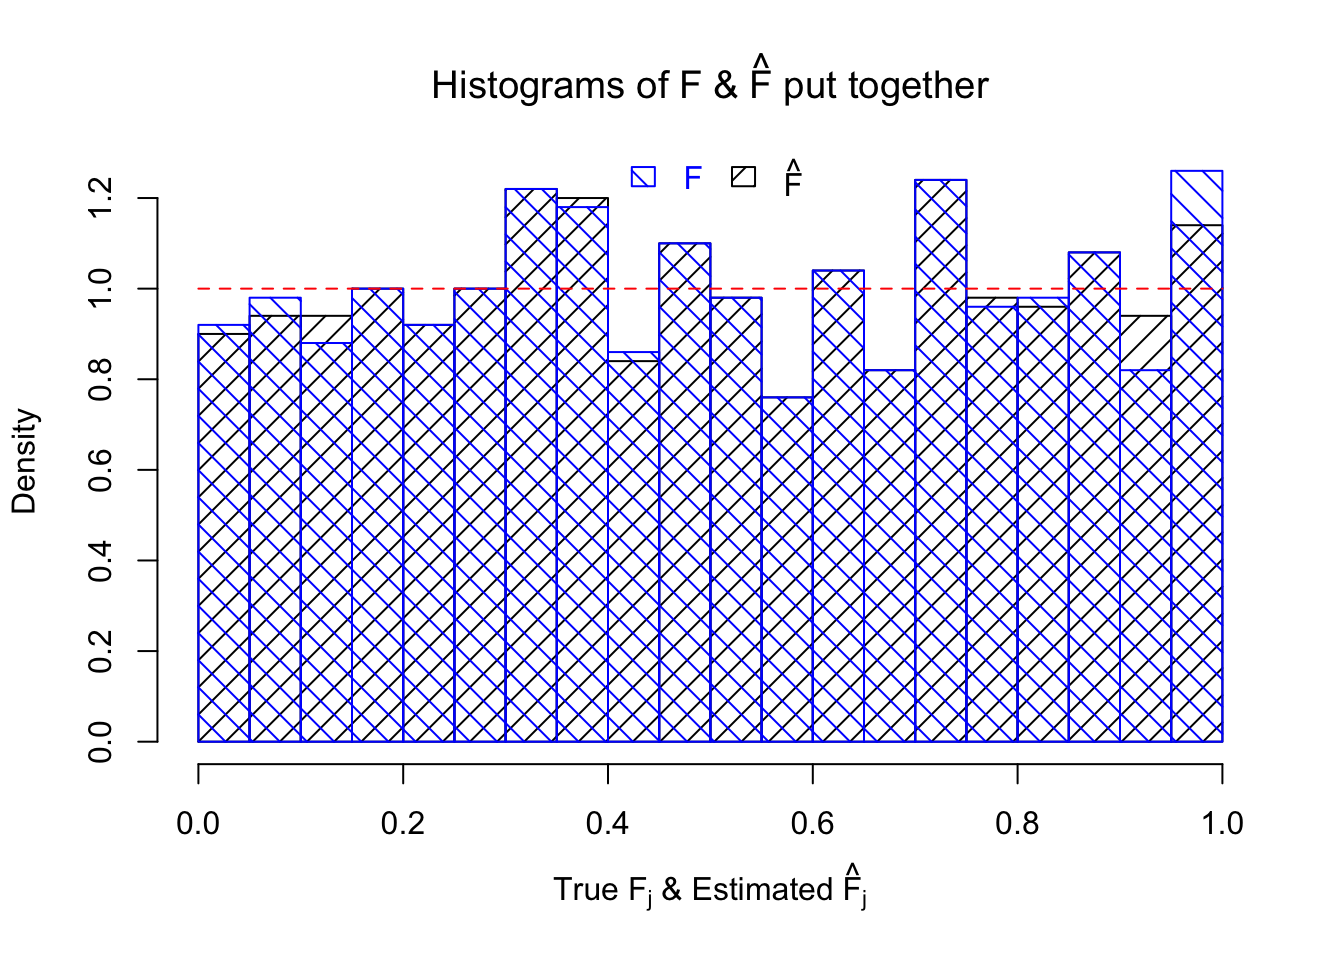 Histograms of F & F̂ put together
F F̂
1.2
1.0
0.8
0.6
0.4
0.2
0.0
Density
0.0 0.2 0.4 0.6 0.8 1.0
True Fⱼ & Estimated F̂ⱼ